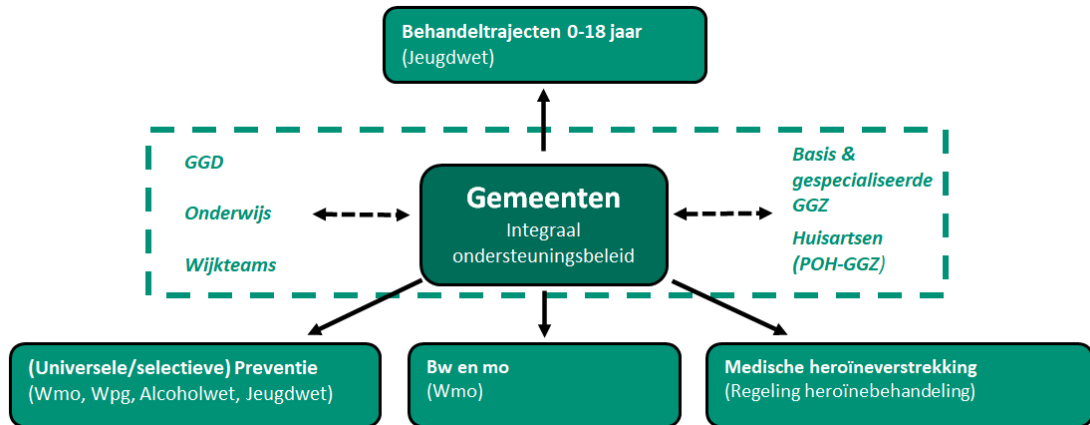 Behandeltrajecten 0-18 jaar
(Jeugdwet)
GGD
Onderwijs
Wijkteams
Gemeenten
Integraal
ondersteuningsbeleid
Basis &
gespecialiseerde
GGZ
Huisartsen
(POH-GGZ)
(Universele/selectieve) Preventie
(Wmo, Wpg, Alcoholwet, Jeugdwet)
Bw en mo
(Wmo)
Medische heroïneverstrekking
(Regeling heroïnebehandeling)